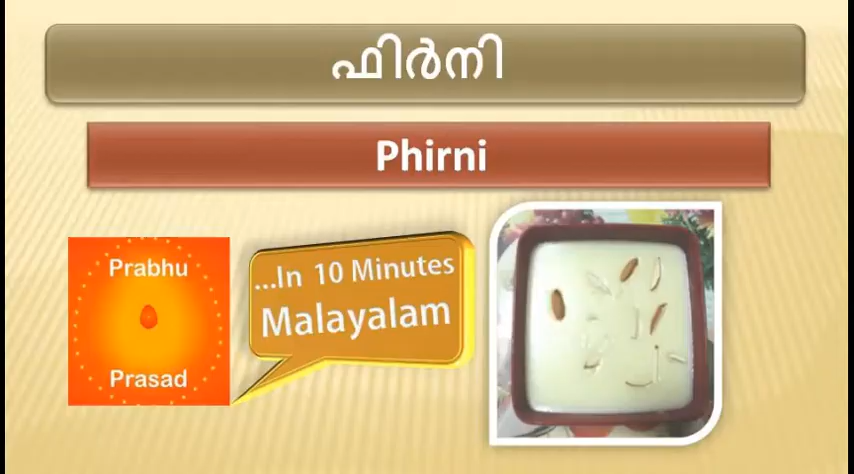 ഫിർനി
Phirni
Prabhu
Prasad
...In 10 Minutes
Malayalam